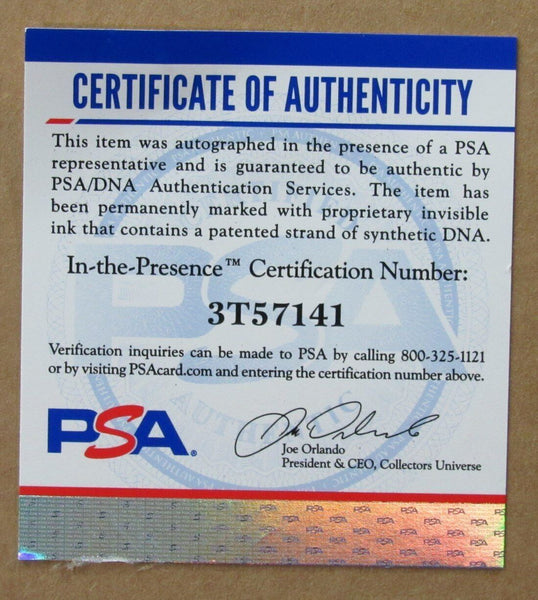 CERTIFICATE OF AUTHENTICITY
This item was autographed in the presence of a PSA
representative and is guaranteed to be authentic by
PSA/DNA Authentication Services. The item has
been permanently marked with proprietary invisible
ink that contains a patented strand of synthetic DNA.
In-the-Presence™ Certification Number:
3T57141
Verification inquiries can be made to PSA by calling 800-325-1121
or by visiting PSAcard.com and entering the certification number above.
PSA®
Joe Orlando
President & CEO, Collectors Universe